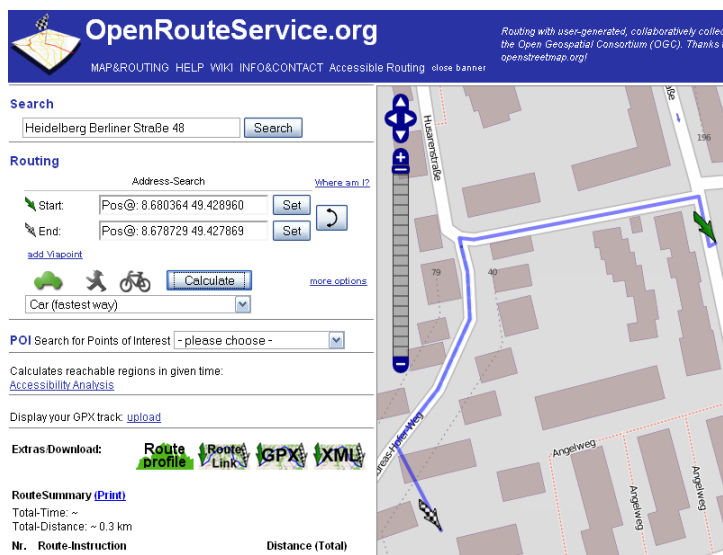 OpenRouteService.org
Routing with user-generated, collaboratively collec
the Open Geospatial Consortium (OGC). Thanks t
openstreetmap.org!
MAP&ROUTING HELP WIKI INFO&CONTACT Accessible Routing close banner
Search
Heidelberg Berliner Straße 48 Search
Routing
Address-Search Where am I?
Start: Pos@: 8.680364 49.428960 Set
End: Pos@: 8.678729 49.427869 Set
add Viapoint
Calculate more options
Car (fastest way)
POI Search for Points of Interest - please choose -
Calculates reachable regions in given time:
Accessibility Analysis
Display your GPX track: upload
Extras/Download: Route profile Route Link GPX XML
RouteSummary (Print)
Total-Time: ~
Total-Distance: ~ 0.3 km
Nr. Route-Instruction Distance (Total)
Husarenstraße
196
79
40
reas-Hofer-Weg
Angelweg
Angelweg
Angelweg